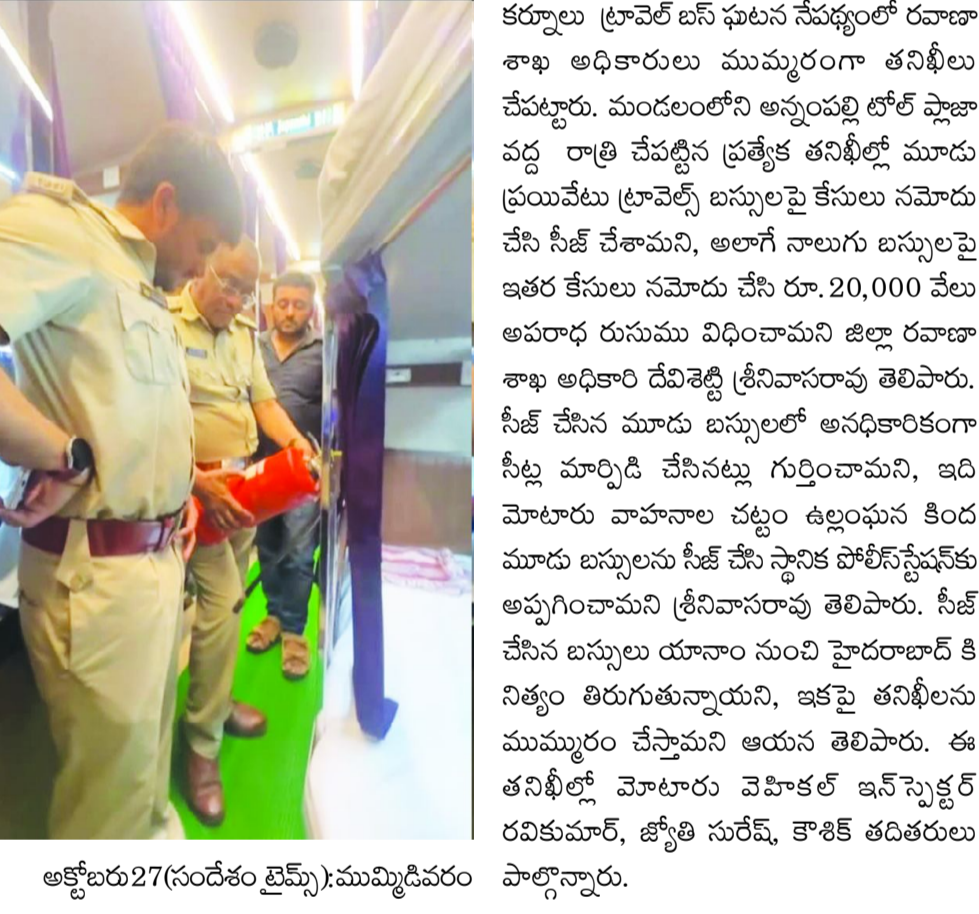 అక్టోబరు27(సందేశం టైమ్స్):ముమ్మిడివరం
కర్నూలు ట్రావెల్ బస్ ఘటన నేపథ్యంలో రవాణా
శాఖ అధికారులు ముమ్మరంగా తనిఖీలు
చేపట్టారు. మండలంలోని అన్నంపల్లి టోల్ ప్లాజా
వద్ద రాత్రి చేపట్టిన ప్రత్యేక తనిఖీల్లో మూడు
ప్రయివేటు ట్రావెల్స్ బస్సులపై కేసులు నమోదు
చేసి సీజ్ చేశామని, అలాగే నాలుగు బస్సులపై
ఇతర కేసులు నమోదు చేసి రూ.20,000 వేలు
అపరాధ రుసుము విధించామని జిల్లా రవాణా
శాఖ అధికారి దేవిశెట్టి శ్రీనివాసరావు తెలిపారు.
సీజ్ చేసిన మూడు బస్సులలో అనధికారికంగా
సీట్ల మార్పిడి చేసినట్లు గుర్తించామని, ఇది
మోటారు వాహనాల చట్టం ఉల్లంఘన కింద
మూడు బస్సులను సీజ్ చేసి స్థానిక పోలీస్‌స్టేషన్‌కు
అప్పగించామని శ్రీనివాసరావు తెలిపారు. సీజ్
చేసిన బస్సులు యానాం నుంచి హైదరాబాద్ కి
నిత్యం తిరుగుతున్నాయని, ఇకపై తనిఖీలను
ముమ్మురం చేస్తామని ఆయన తెలిపారు. ఈ
తనిఖీల్లో మోటారు వెహికల్ ఇన్‌స్పెక్టర్
రవికుమార్, జ్యోతి సురేష్, కౌశిక్ తదితరులు
పాల్గొన్నారు.